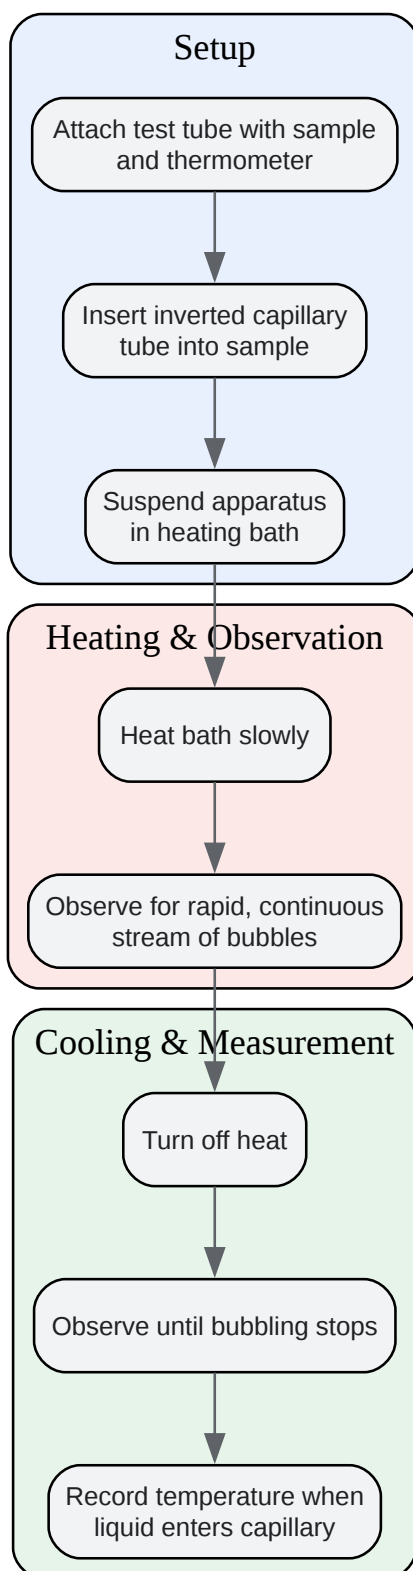 Setup
Attach test tube with sample
and thermometer
Insert inverted capillary
tube into sample
Suspend apparatus
in heating bath
Heating & Observation
Heat bath slowly
Observe for rapid, continuous
stream of bubbles
Cooling & Measurement
Turn off heat
Observe until bubbling stops
Record temperature when
liquid enters capillary